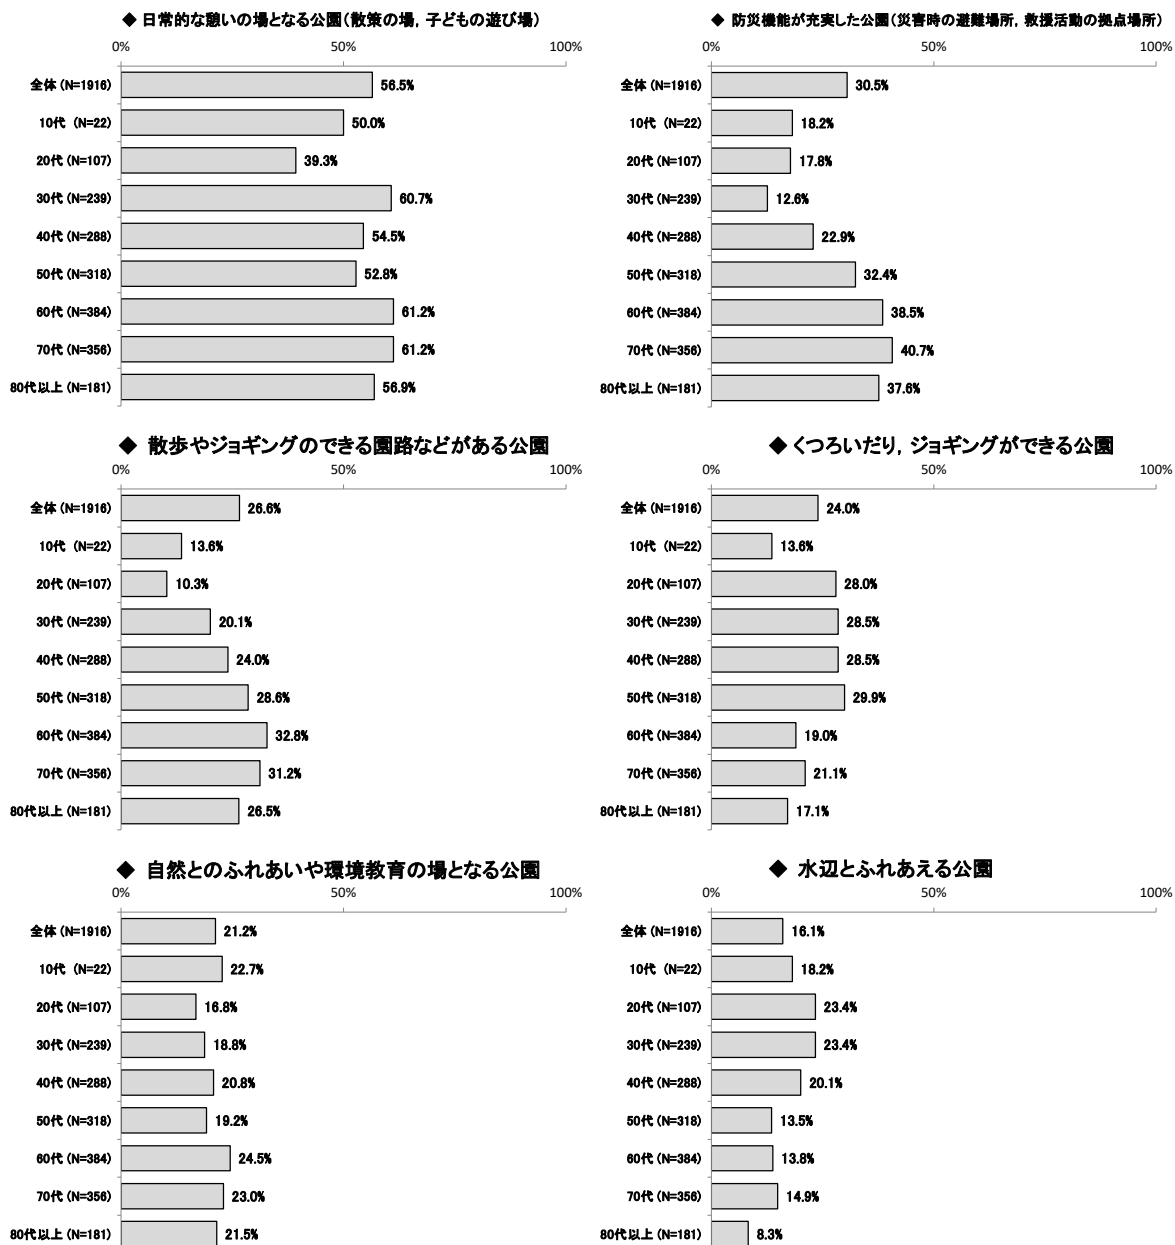 ◆ 日常的な憩いの場となる公園(散策の場，子どもの遊び場)
0% 50% 100%
全体 (N=1916) 56.5%
10代 (N=22) 50.0%
20代 (N=107) 39.3%
30代 (N=239) 60.7%
40代 (N=288) 54.5%
50代 (N=318) 52.8%
60代 (N=384) 61.2%
70代 (N=356) 61.2%
80代以上 (N=181) 56.9%
◆ 防災機能が充実した公園(災害時の避難場所，救援活動の拠点場所)
0% 50% 100%
全体 (N=1916) 30.5%
10代 (N=22) 18.2%
20代 (N=107) 17.8%
30代 (N=239) 12.6%
40代 (N=288) 22.9%
50代 (N=318) 32.4%
60代 (N=384) 38.5%
70代 (N=356) 40.7%
80代以上 (N=181) 37.6%
◆ 散歩やジョギングのできる園路などがある公園
0% 50% 100%
全体 (N=1916) 26.6%
10代 (N=22) 13.6%
20代 (N=107) 10.3%
30代 (N=239) 20.1%
40代 (N=288) 24.0%
50代 (N=318) 28.6%
60代 (N=384) 32.8%
70代 (N=356) 31.2%
80代以上 (N=181) 26.5%
◆ くつろいだり，ジョギングができる公園
0% 50% 100%
全体 (N=1916) 24.0%
10代 (N=22) 13.6%
20代 (N=107) 28.0%
30代 (N=239) 28.5%
40代 (N=288) 28.5%
50代 (N=318) 29.9%
60代 (N=384) 19.0%
70代 (N=356) 21.1%
80代以上 (N=181) 17.1%
◆ 自然とのふれあいや環境教育の場となる公園
0% 50% 100%
全体 (N=1916) 21.2%
10代 (N=22) 22.7%
20代 (N=107) 16.8%
30代 (N=239) 18.8%
40代 (N=288) 20.8%
50代 (N=318) 19.2%
60代 (N=384) 24.5%
70代 (N=356) 23.0%
80代以上 (N=181) 21.5%
◆ 水辺とふれあえる公園
0% 50% 100%
全体 (N=1916) 16.1%
10代 (N=22) 18.2%
20代 (N=107) 23.4%
30代 (N=239) 23.4%
40代 (N=288) 20.1%
50代 (N=318) 13.5%
60代 (N=384) 13.8%
70代 (N=356) 14.9%
80代以上 (N=181) 8.3%